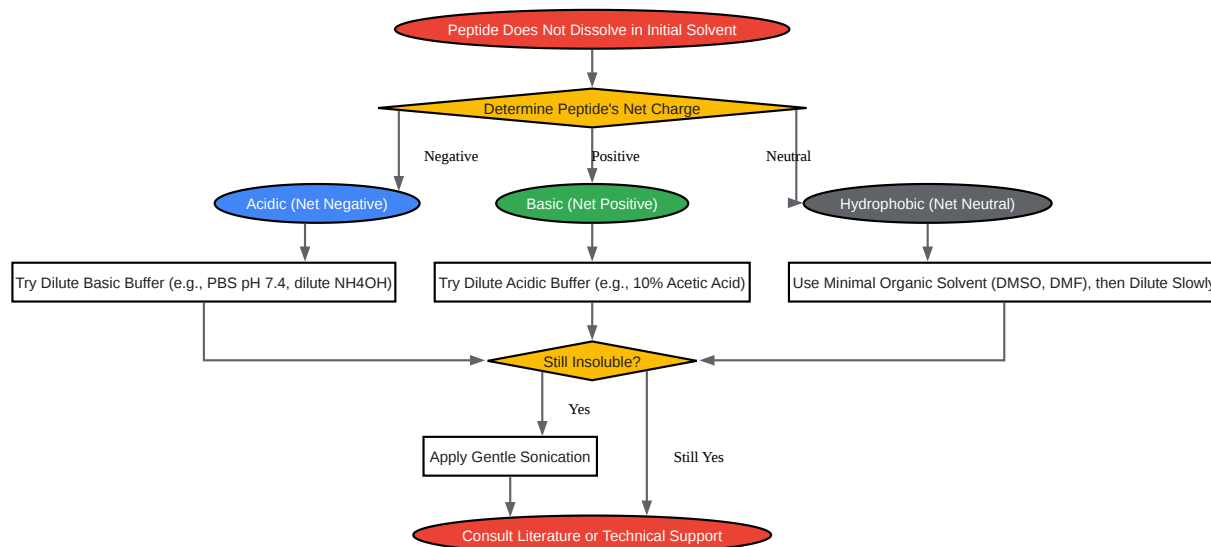 Peptide Does Not Dissolve in Initial Solvent
Determine Peptide's Net Charge
Negative
Positive
Neutral
Acidic (Net Negative)
Basic (Net Positive)
Hydrophobic (Net Neutral)
Try Dilute Basic Buffer (e.g., PBS pH 7.4, dilute NH4OH)
Try Dilute Acidic Buffer (e.g., 10% Acetic Acid)
Use Minimal Organic Solvent (DMSO, DMF), then Dilute Slowly
Still Insoluble?
Yes
Apply Gentle Sonication
Still Yes
Consult Literature or Technical Support